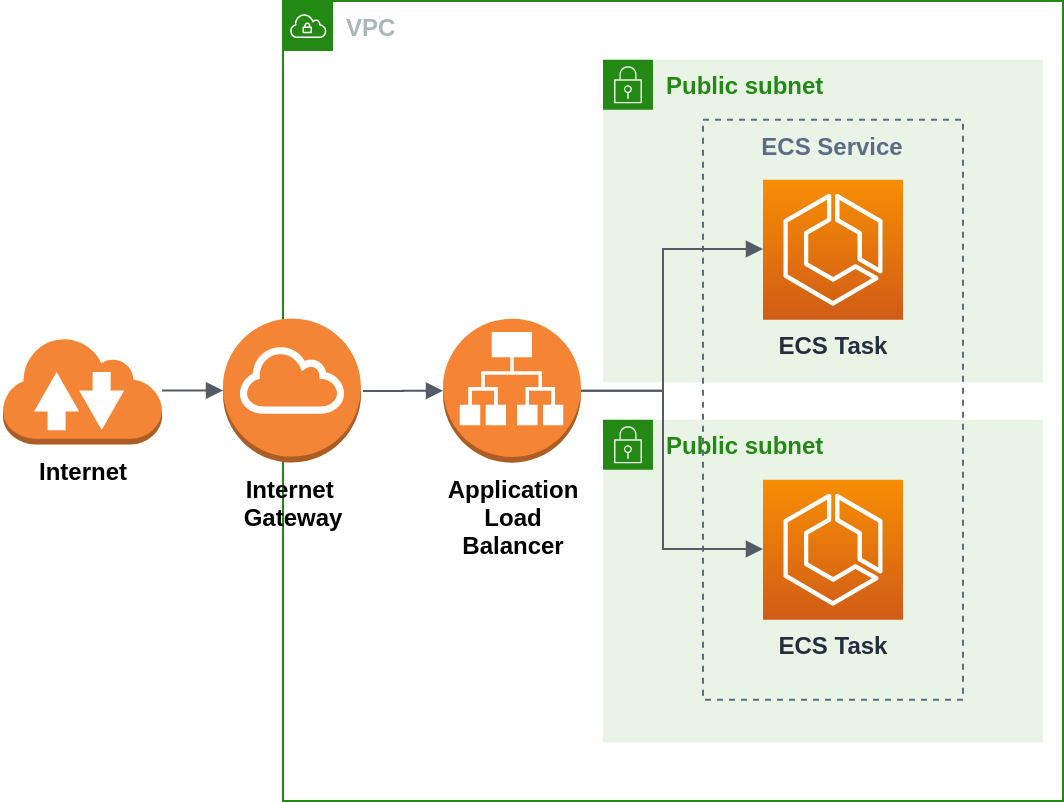 VPC
Public subnet
ECS Service
ECS Task
Internet
Internet
Gateway
Application
Load
Balancer
Public subnet
ECS Task